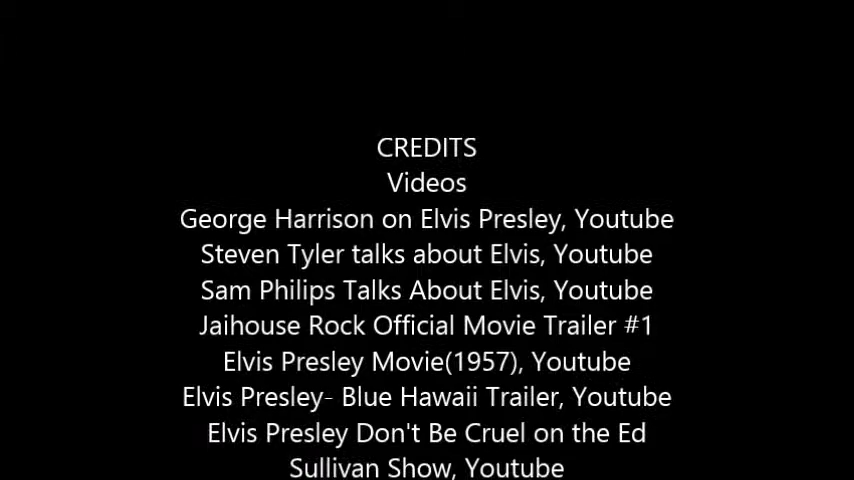 CREDITS
Videos
George Harrison on Elvis Presley, Youtube
Steven Tyler talks about Elvis, Youtube
Sam Philips Talks About Elvis, Youtube
Jaihouse Rock Official Movie Trailer #1
Elvis Presley Movie(1957), Youtube
Elvis Presley- Blue Hawaii Trailer, Youtube
Elvis Presley Don't Be Cruel on the Ed
Sullivan Show, Youtube